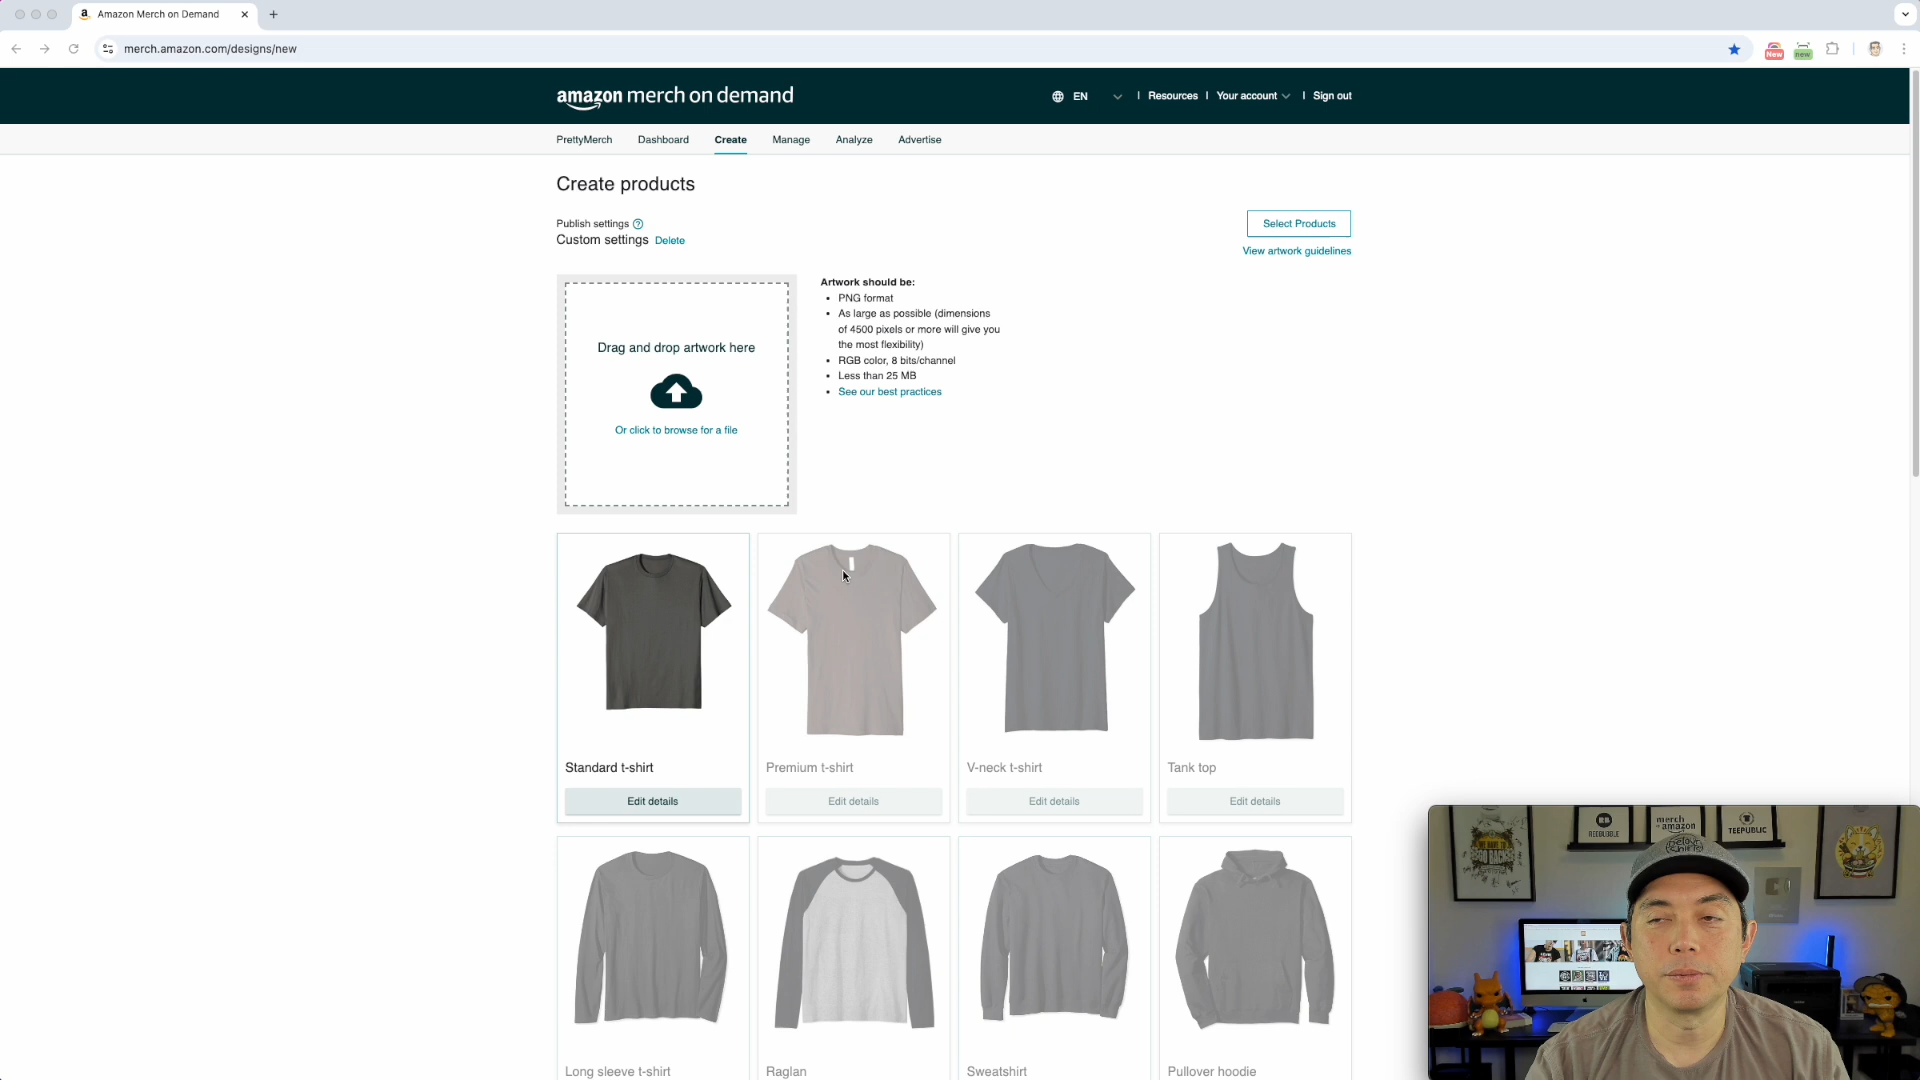 Amazon Merch on Demand
merch.amazon.com/designs/new
New
new
amazon merch on demand
EN
Resources
Your account
Sign out
PrettyMerch
Dashboard
Create
Manage
Analyze
Advertise
Create products
Publish settings ?
Custom settings Delete
Select Products
View artwork guidelines
Drag and drop artwork here
Or click to browse for a file
Artwork should be:
• PNG format
• As large as possible (dimensions
of 4500 pixels or more will give you
the most flexibility)
• RGB color, 8 bits/channel
• Less than 25 MB
• See our best practices
Standard t-shirt
Edit details
Premium t-shirt
Edit details
V-neck t-shirt
Edit details
Tank top
Edit details
Long sleeve t-shirt
Raglan
Sweatshirt
Pullover hoodie
REDBUBBLE
merch
amazon
TEEPUBLIC
DETOUR
SHIRTS